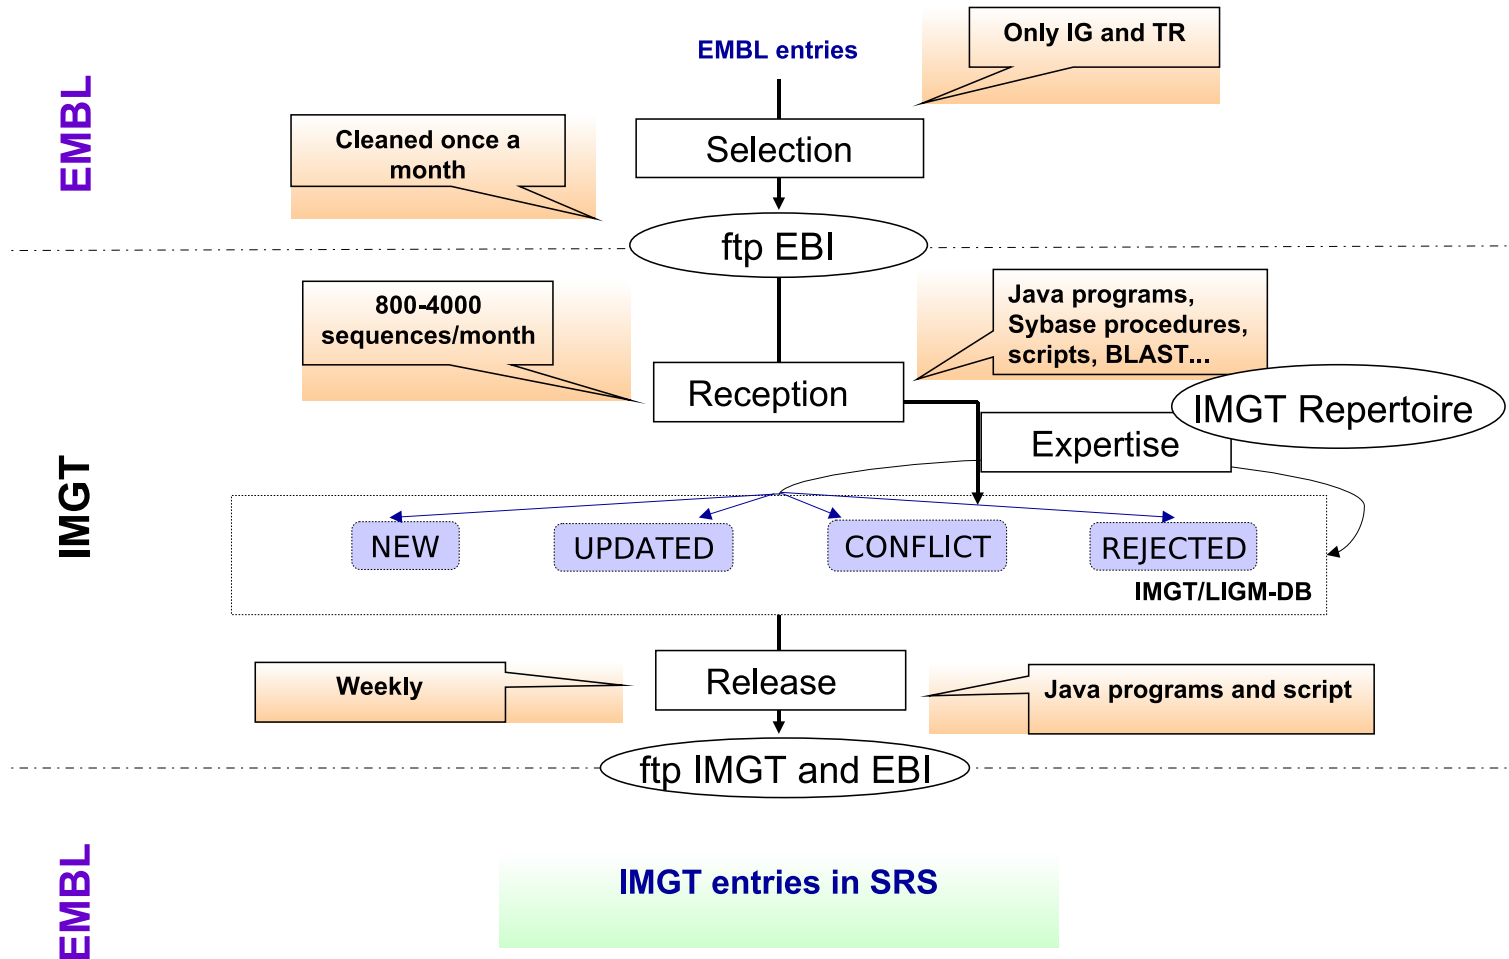 EMBL
EMBL entries
Only IG and TR
Cleaned once a
month
Selection
ftp EBI
IMGT
800-4000
sequences/month
Java programs,
Sybase procedures,
scripts, BLAST...
Reception
IMGT Repertoire
Expertise
NEW
UPDATED
CONFLICT
REJECTED
IMGT/LIGM-DB
Weekly
Release
Java programs and script
ftp IMGT and EBI
EMBL
IMGT entries in SRS